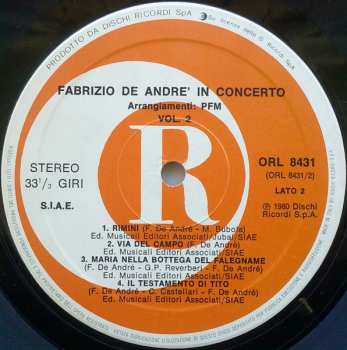 PRODOTTO DA DISCHI RICORDI SpA
FABRIZIO DE ANDRE' IN CONCERTO
Arrangiamenti: PFM
VOL. 2
R
STEREO
33¹/₃ GIRI
S.I.A.E.
ORL 8431
(ORL 8431/2)
LATO 2
℗ 1980 Dischi
Ricordi S.p.A.
1. RIMINI (F. De André - M. Bubola)
Ed. Musicali Editori Associati/Jubal/SIAE
2. VIA DEL CAMPO (F. De André)
Ed. Musicali Editori Associati/SIAE
3. MARIA NELLA BOTTEGA DEL FALEGNAME
(F. De André - G.P. Reverberi - F. De André)
Ed. Musicali Editori Associati/SIAE
4. IL TESTAMENTO DI TITO
(F. De André - C. Castellari - F. De André)
Ed. Musicali Editori Associati/SIAE